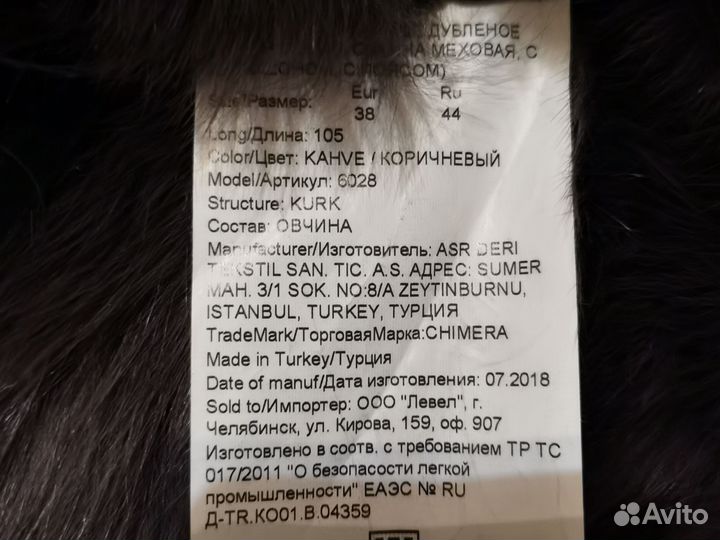 ДУБЛЕНОЕ
МЕХОВАЯ, С
Eur Ru
Size/Размер: 38 44
Long/Длина: 105
Color/Цвет: KAHVE / КОРИЧНЕВЫЙ
Model/Артикул: 6028
Structure: KURK
Состав: ОВЧИНА
Manufacturer/Изготовитель: ASR DERI
TEKSTIL SAN. TIC. A.S. АДРЕС: SUMER
MAH. 3/1 SOK. NO:8/A ZEYTINBURNU,
ISTANBUL, TURKEY, ТУРЦИЯ
TradeMark/ТорговаяМарка:CHIMERA
Made in Turkey/Турция
Date of manuf/Дата изготовления: 07.2018
Sold to/Импортер: ООО "Левел", г.
Челябинск, ул. Кирова, 159, оф. 907
Изготовлено в соотв. с требованием ТР ТС
017/2011 "О безопасости легкой
промышленности" ЕАЭС № RU
Д-TR.КО01.В.04359
Avito